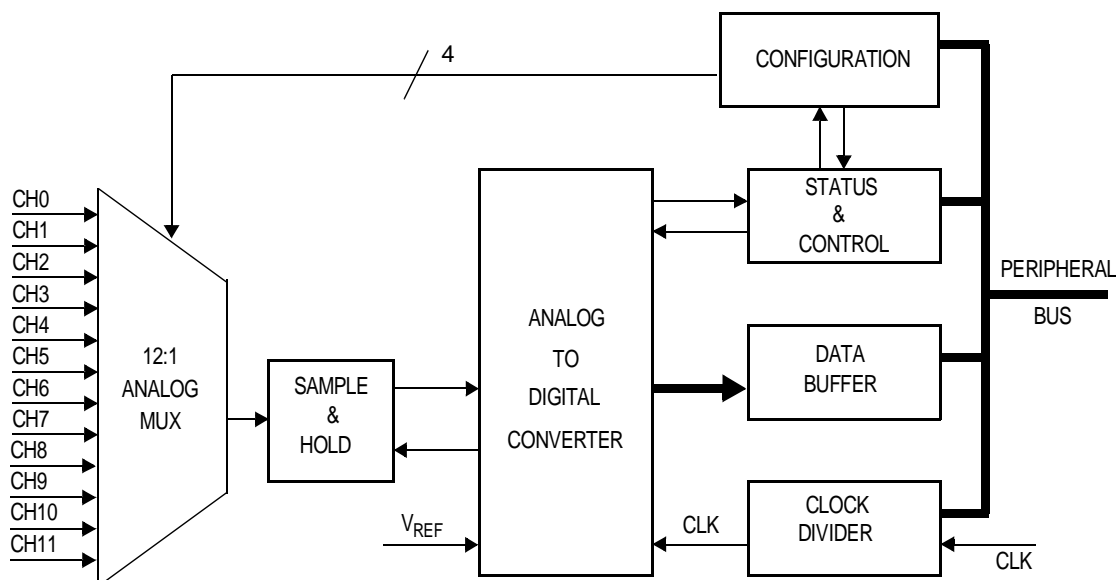 4
CONFIGURATION
CH0
CH1
CH2
CH3
CH4
CH5
CH6
CH7
CH8
CH9
CH10
CH11
12:1
ANALOG
MUX
SAMPLE
&
HOLD
ANALOG
TO
DIGITAL
CONVERTER
VREF
STATUS
&
CONTROL
DATA
BUFFER
CLOCK
DIVIDER
CLK
CLK
PERIPHERAL
BUS